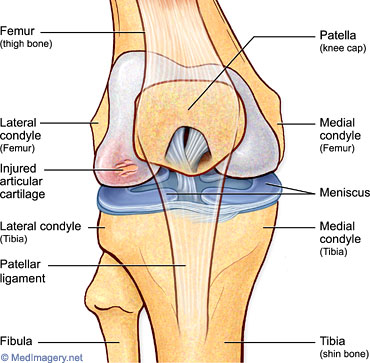 Femur
(thigh bone)
Lateral
condyle
(Femur)
Injured
articular
cartilage
Lateral condyle
(Tibia)
Patellar
ligament
Fibula
© MedImagery.net
Patella
(knee cap)
Medial
condyle
(Femur)
Meniscus
Medial
condyle
(Tibia)
Tibia
(shin bone)